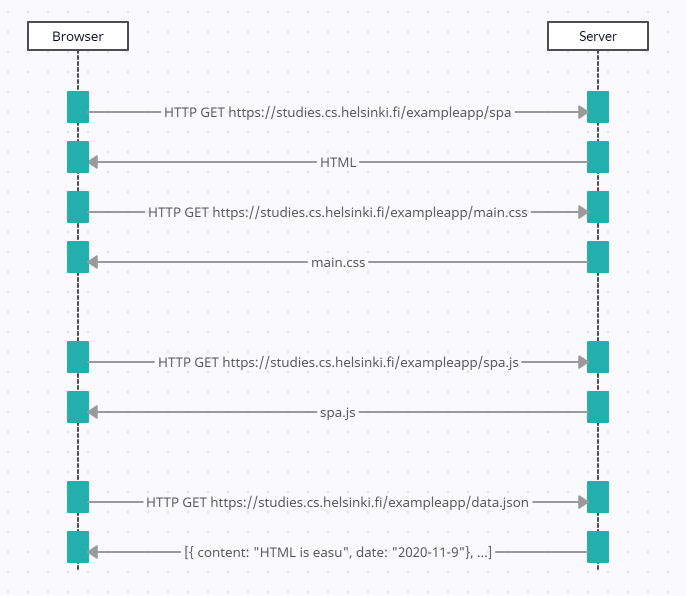 Browser
Server
HTTP GET https://studies.cs.helsinki.fi/exampleapp/spa
HTML
HTTP GET https://studies.cs.helsinki.fi/exampleapp/main.css
main.css
HTTP GET https://studies.cs.helsinki.fi/exampleapp/spa.js
spa.js
HTTP GET https://studies.cs.helsinki.fi/exampleapp/data.json
[{ content: "HTML is easu", date: "2020-11-9"}, ...]